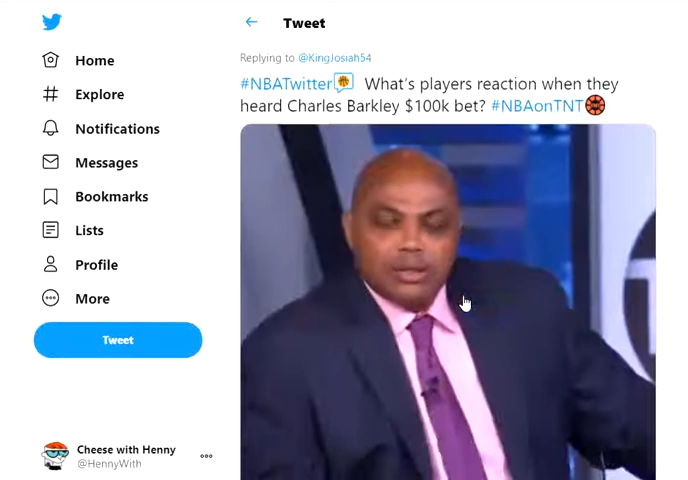 Tweet
Home
Explore
Notifications
Messages
Bookmarks
Lists
Profile
More
Tweet
Cheese with Henny
@HennyWith
Replying to @KingJosiah54
#NBATwitter What's players reaction when they
heard Charles Barkley $100k bet? #NBAonTNT
T